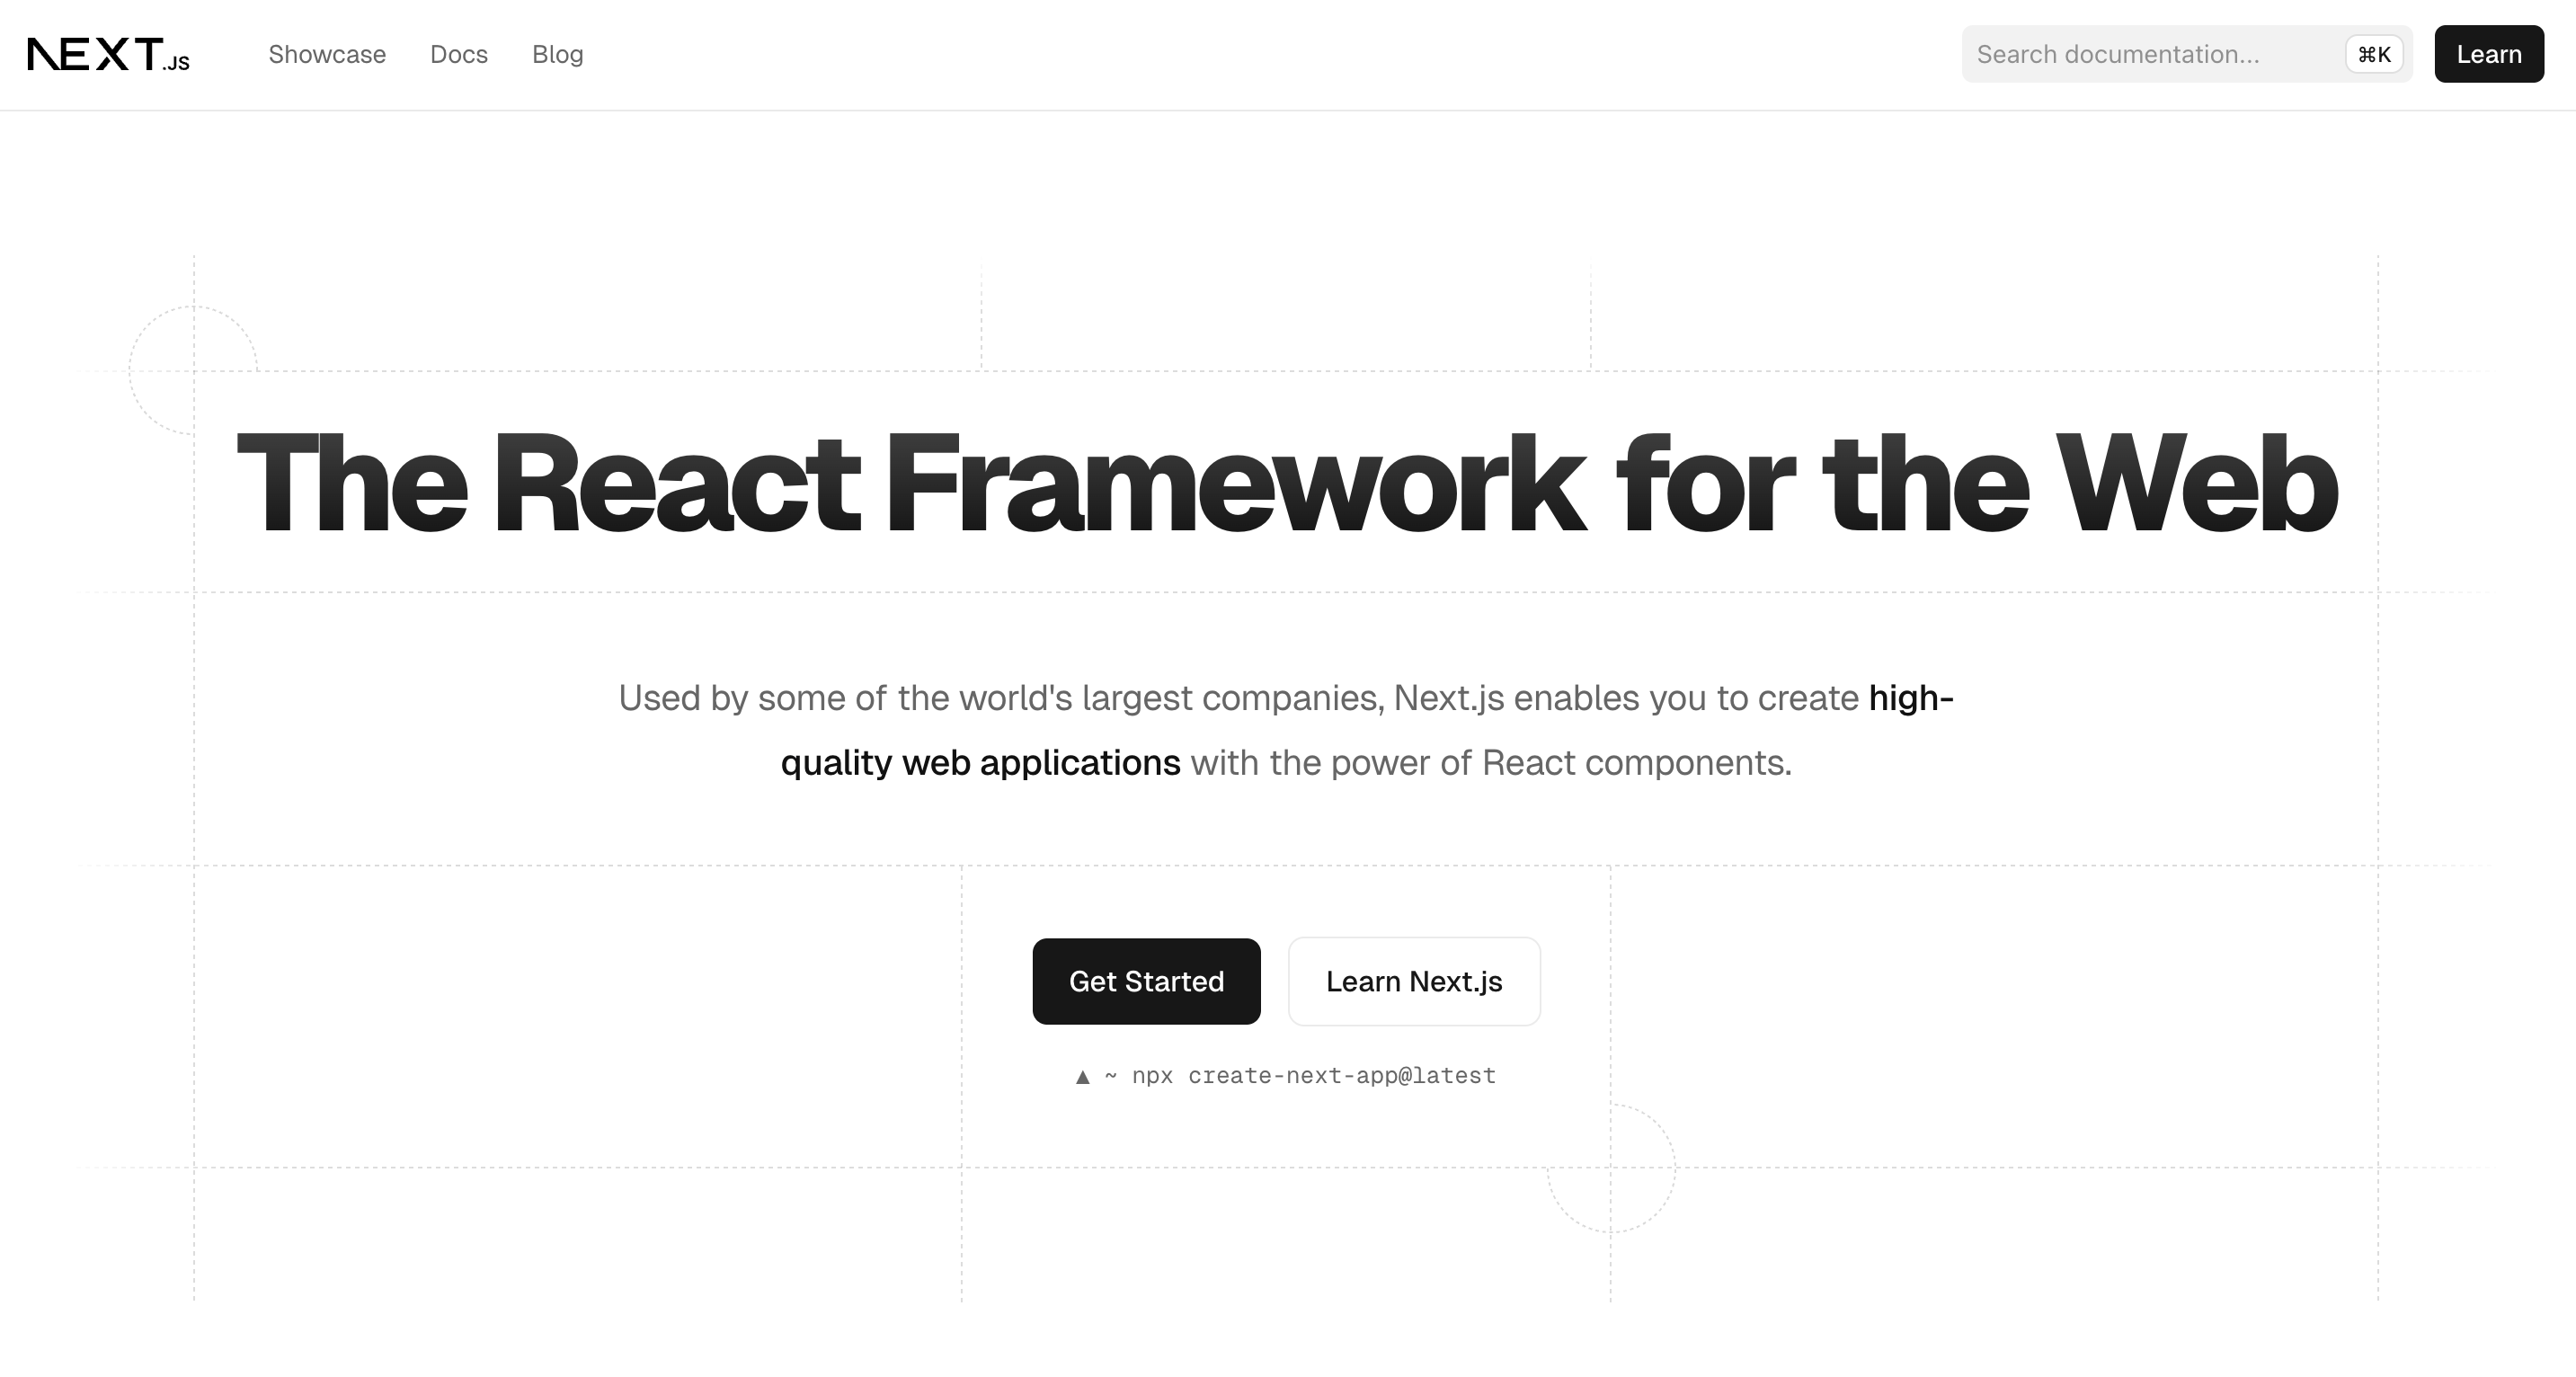 NEXT.JS
Showcase
Docs
Blog
Search documentation...
⌘K
Learn
The React Framework for the Web
Used by some of the world's largest companies, Next.js enables you to create high-
quality web applications with the power of React components.
Get Started
Learn Next.js
▲ ~ npx create-next-app@latest